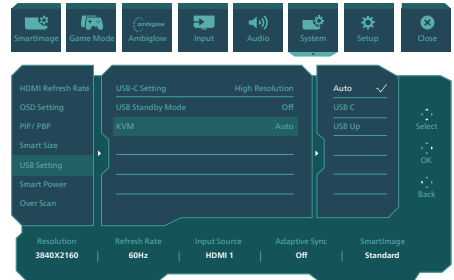 ambiglow
SmartImage Game Mode Ambiglow Input Audio System Setup Close
HDMI Refresh Rate USB-C Setting High Resolution Auto
OSD Setting USB Standby Mode Off USB C
PIP/ PBP KVM Auto USB Up Select
Smart Size
USB Setting OK
Smart Power
Back
Over Scan
Resolution Refresh Rate Input Source Adaptive Sync SmartImage
3840X2160 60Hz HDMI 1 Off Standard